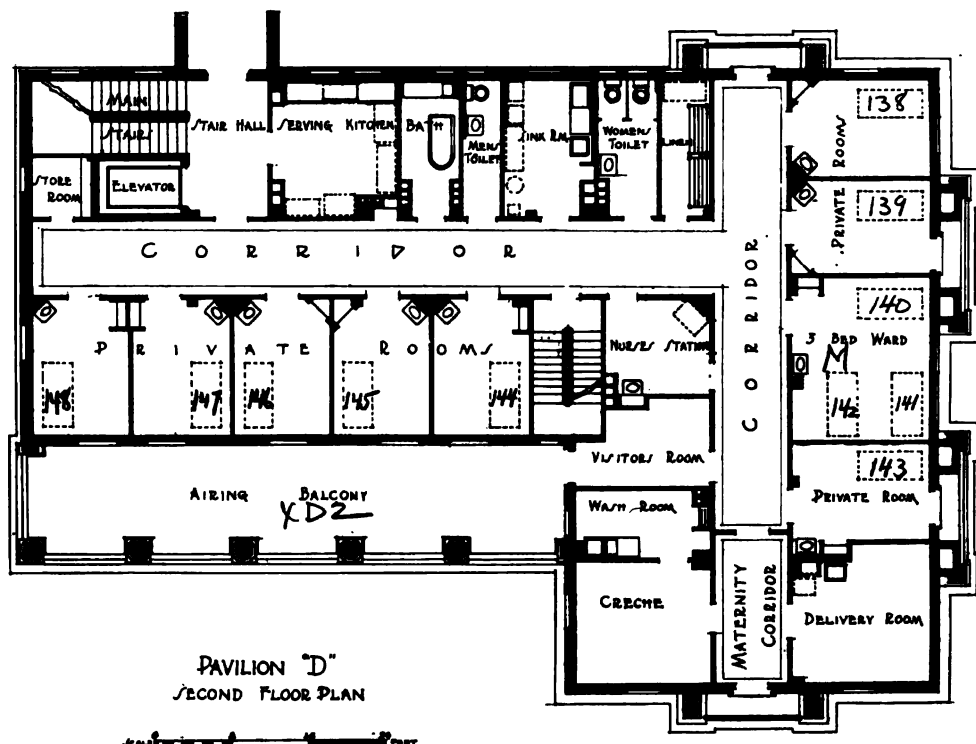 MAIN
STAIRS
STAIR HALL
SERVING KITCHEN
BATH
MENS
TOILET
SINK RM.
WOMENS
TOILET
LINEN
138
ROOMS
STORE
ROOM
ELEVATOR
139
PRIVATE
CORRIDOR
CORRIDOR
140
3 BED WARD
M
PRIVATE ROOMS
NURSES STATION
148
147
146
145
144
142
141
VISITORS ROOM
143
PRIVATE ROOM
AIRING BALCONY
XD2
WASH ROOM
CRECHE
MATERNITY
CORRIDOR
DELIVERY ROOM
PAVILION "D"
SECOND FLOOR PLAN